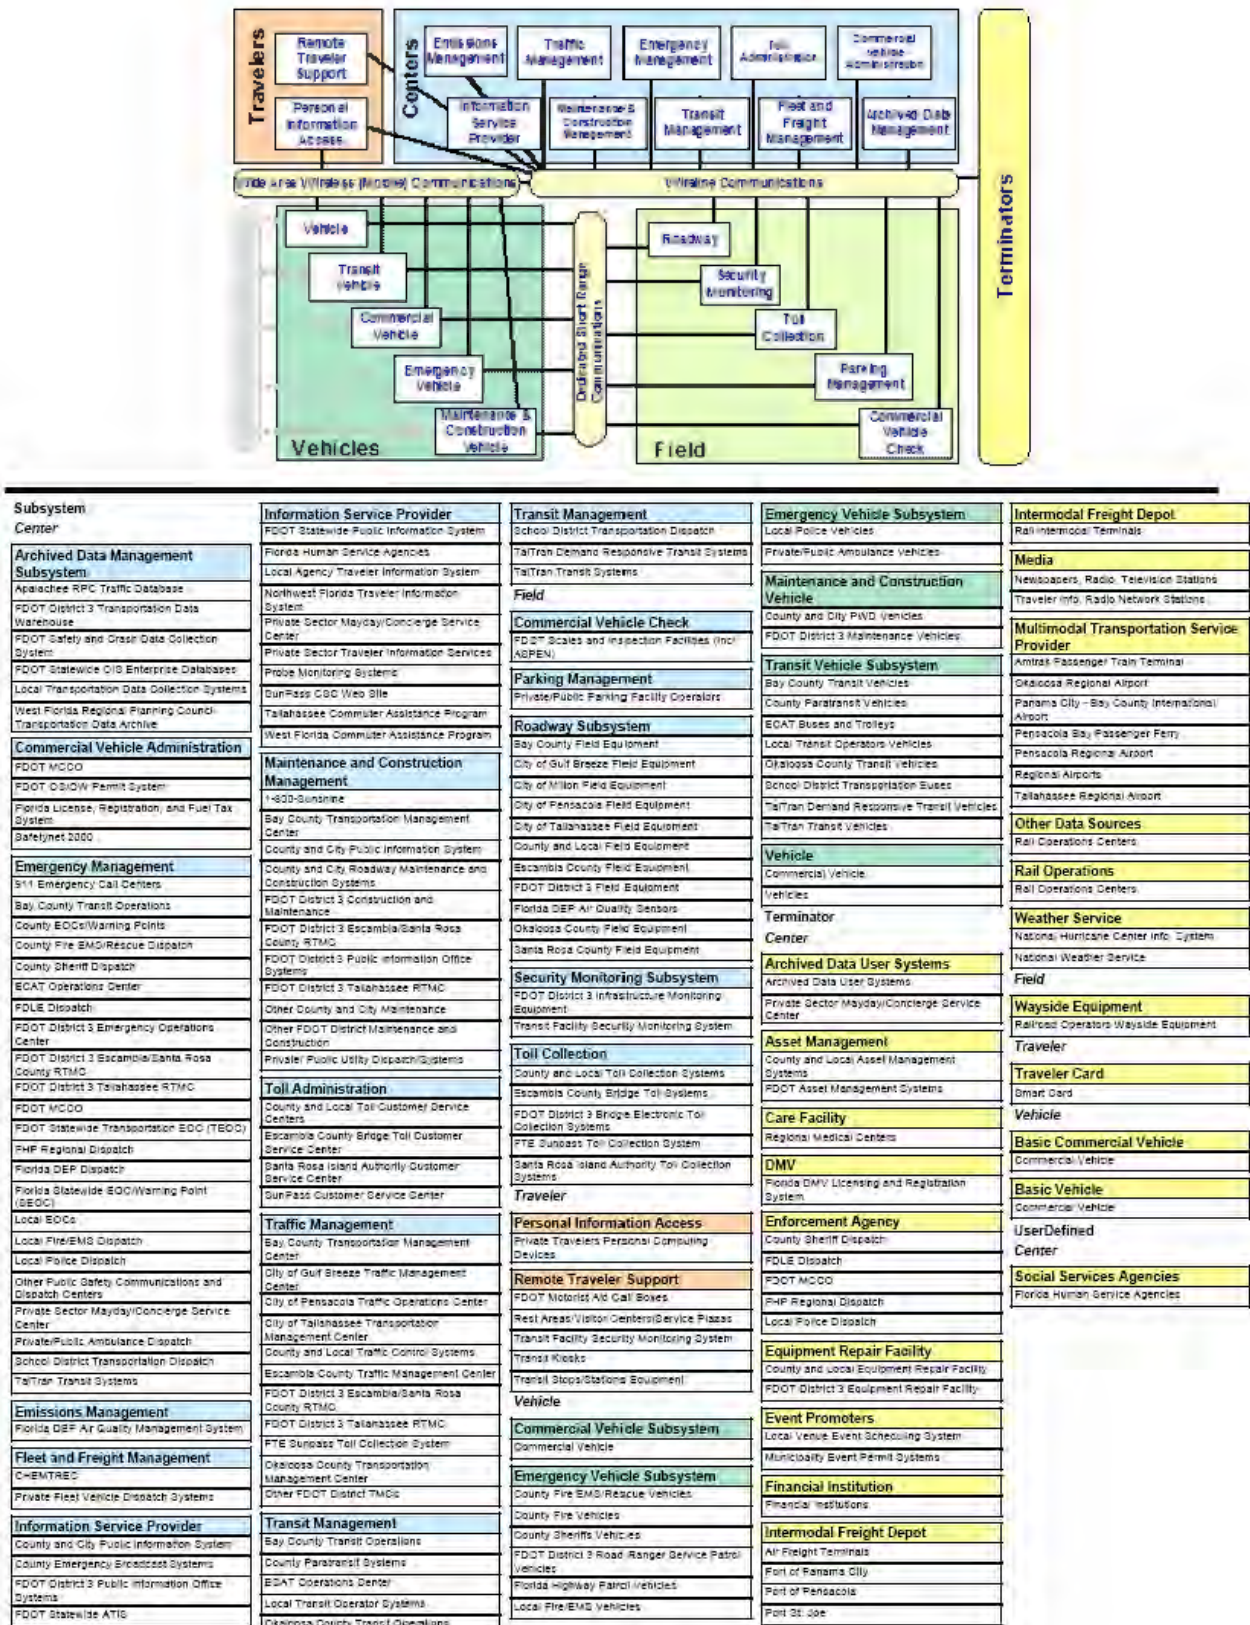 Travelers
Remote
Traveler
Support
Personal
Information
Access
Centers
Emissions
Management
Traffic
Management
Emergency
Management
Toll
Administration
Commercial
Vehicle
Administration
Information
Service
Provider
Maintenance &
Construction
Management
Transit
Management
Fleet and
Freight
Management
Archived Data
Management
Wide Area Wireless (Mobile) Communications
Wireline Communications
Terminators
Vehicle
Transit
Vehicle
Commercial
Vehicle
Emergency
Vehicle
Maintenance &
Construction
Vehicle
Vehicles
Dedicated Short Range
Communications
Roadway
Security
Monitoring
Toll
Collection
Parking
Management
Commercial
Vehicle
Check
Field
Subsystem
Center
Archived Data Management
Subsystem
Apalachee RPC Traffic Database
FDOT District 3 Transportation Data
Warehouse
FDOT Safety and Crash Data Collection
System
FDOT Statewide GIS Enterprise Databases
Local Transportation Data Collection Systems
West Florida Regional Planning Council
Transportation Data Archive
Commercial Vehicle Administration
FDOT MCCO
FDOT OS/OW Permit System
Florida License, Registration, and Fuel Tax
System
Safetynet 2000
Emergency Management
911 Emergency Call Centers
Bay County Transit Operations
County EOCs/Warning Points
County Fire EMS/Rescue Dispatch
County Sheriff Dispatch
ECAT Operations Center
FDLE Dispatch
FDOT District 3 Emergency Operations
Center
FDOT District 3 Escambia/Santa Rosa
County RTMC
FDOT District 3 Tallahassee RTMC
FDOT MCCO
FDOT Statewide Transportation EOC (TEOC)
FHP Regional Dispatch
Florida DEP Dispatch
Florida Statewide EOC/Warning Point
(SEOC)
Local EOCs
Local Fire/EMS Dispatch
Local Police Dispatch
Other Public Safety Communications and
Dispatch Centers
Private Sector Mayday/Concierge Service
Center
Private/Public Ambulance Dispatch
School District Transportation Dispatch
TalTran Transit Systems
Emissions Management
Florida DEP Air Quality Management System
Fleet and Freight Management
CHEMTREC
Private Fleet Vehicle Dispatch Systems
Information Service Provider
County and City Public Information System
County Emergency Broadcast Systems
FDOT District 3 Public Information Office
Systems
FDOT Statewide ATIS
Information Service Provider
FDOT Statewide Public Information System
Florida Human Service Agencies
Local Agency Traveler Information System
Northwest Florida Traveler Information
System
Private Sector Mayday/Concierge Service
Center
Private Sector Traveler Information Services
Probe Monitoring Systems
SunPass CSC Web Site
Tallahassee Commuter Assistance Program
West Florida Commuter Assistance Program
Maintenance and Construction
Management
1-800-Sunshine
Bay County Transportation Management
Center
County and City Public Information System
County and City Roadway Maintenance and
Construction Systems
FDOT District 3 Construction and
Maintenance
FDOT District 3 Escambia/Santa Rosa
County RTMC
FDOT District 3 Public Information Office
Systems
FDOT District 3 Tallahassee RTMC
Other County and City Maintenance
Other FDOT District Maintenance and
Construction
Private/ Public Utility Dispatch/Systems
Toll Administration
County and Local Toll Customer Service
Centers
Escambia County Bridge Toll Customer
Service Center
Santa Rosa Island Authority Customer
Service Center
SunPass Customer Service Center
Traffic Management
Bay County Transportation Management
Center
City of Gulf Breeze Traffic Management
Center
City of Pensacola Traffic Operations Center
City of Tallahassee Transportation
Management Center
County and Local Traffic Control Systems
Escambia County Traffic Management Center
FDOT District 3 Escambia/Santa Rosa
County RTMC
FDOT District 3 Tallahassee RTMC
FTE Sunpass Toll Collection System
Okaloosa County Transportation
Management Center
Other FDOT District TMCs
Transit Management
Bay County Transit Operations
County Paratransit Systems
ECAT Operations Center
Local Transit Operator Systems
Okaloosa County Transit Operations
Transit Management
School District Transportation Dispatch
TalTran Demand Responsive Transit Systems
TalTran Transit Systems
Field
Commercial Vehicle Check
FDOT Scales and Inspection Facilities (incl
ASPEN)
Parking Management
Private/Public Parking Facility Operators
Roadway Subsystem
Bay County Field Equipment
City of Gulf Breeze Field Equipment
City of Milton Field Equipment
City of Pensacola Field Equipment
City of Tallahassee Field Equipment
County and Local Field Equipment
Escambia County Field Equipment
FDOT District 3 Field Equipment
Florida DEP Air Quality Sensors
Okaloosa County Field Equipment
Santa Rosa County Field Equipment
Security Monitoring Subsystem
FDOT District 3 Infrastructure Monitoring
Equipment
Transit Facility Security Monitoring System
Toll Collection
County and Local Toll Collection Systems
Escambia County Bridge Toll Systems
FDOT District 3 Bridge Electronic Toll
Collection Systems
FTE Sunpass Toll Collection System
Santa Rosa Island Authority Toll Collection
Systems
Traveler
Personal Information Access
Private Travelers Personal Computing
Devices
Remote Traveler Support
FDOT Motorist Aid Call Boxes
Rest Areas/Visitor Centers/Service Plazas
Transit Facility Security Monitoring System
Transit Kiosks
Transit Stops/Stations Equipment
Vehicle
Commercial Vehicle Subsystem
Commercial Vehicle
Emergency Vehicle Subsystem
County Fire EMS/Rescue Vehicles
County Fire Vehicles
County Sheriffs Vehicles
FDOT District 3 Road Ranger Service Patrol
Vehicles
Florida Highway Patrol Vehicles
Local Fire/EMS Vehicles
Emergency Vehicle Subsystem
Local Police Vehicles
Private/Public Ambulance Vehicles
Maintenance and Construction
Vehicle
County and City PWD Vehicles
FDOT District 3 Maintenance Vehicles
Transit Vehicle Subsystem
Bay County Transit Vehicles
County Paratransit Vehicles
ECAT Buses and Trolleys
Local Transit Operators Vehicles
Okaloosa County Transit Vehicles
School District Transportation Buses
TalTran Demand Responsive Transit Vehicles
TalTran Transit Vehicles
Vehicle
Commercial Vehicle
Vehicles
Terminator
Center
Archived Data User Systems
Archived Data User Systems
Private Sector Mayday/Concierge Service
Center
Asset Management
County and Local Asset Management
Systems
FDOT Asset Management Systems
Care Facility
Regional Medical Centers
DMV
Florida DMV Licensing and Registration
System
Enforcement Agency
County Sheriff Dispatch
FDLE Dispatch
FDOT MCCO
FHP Regional Dispatch
Local Police Dispatch
Equipment Repair Facility
County and Local Equipment Repair Facility
FDOT District 3 Equipment Repair Facility
Event Promoters
Local Venue Event Scheduling System
Municipality Event Permit Systems
Financial Institution
Financial Institutions
Intermodal Freight Depot
Air Freight Terminals
Port of Panama City
Port of Pensacola
Port St. Joe
Intermodal Freight Depot
Rail Intermodal Terminals
Media
Newspapers, Radio, Television Stations
Traveler Info. Radio Network Stations
Multimodal Transportation Service
Provider
Amtrak Passenger Train Terminal
Okaloosa Regional Airport
Panama City - Bay County International
Airport
Pensacola Bay Passenger Ferry
Pensacola Regional Airport
Regional Airports
Tallahassee Regional Airport
Other Data Sources
Rail Operations Centers
Rail Operations
Rail Operations Centers
Weather Service
National Hurricane Center Info. System
National Weather Service
Field
Wayside Equipment
Railroad Operators Wayside Equipment
Traveler
Traveler Card
Smart Card
Vehicle
Basic Commercial Vehicle
Commercial Vehicle
Basic Vehicle
Commercial Vehicle
UserDefined
Center
Social Services Agencies
Florida Human Service Agencies